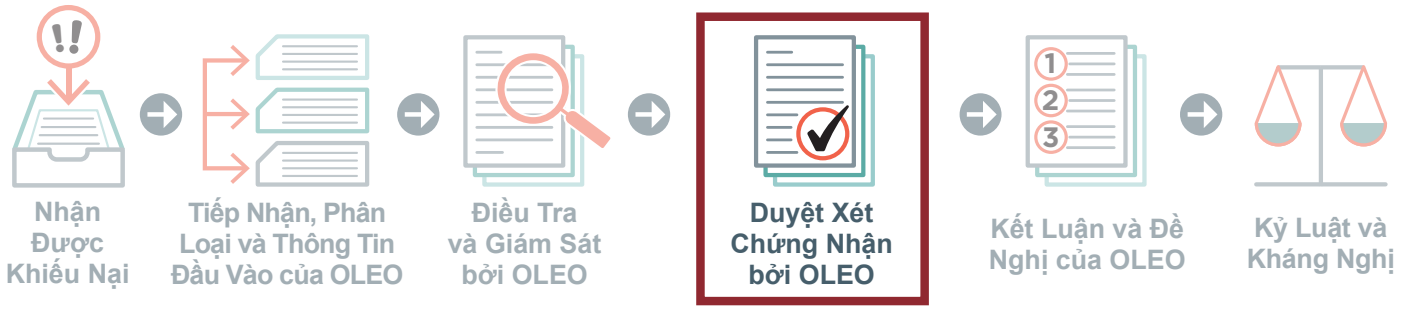 !!
Nhận
Được
Khiếu Nại
Tiếp Nhận, Phân
Loại và Thông Tin
Đầu Vào của OLEO
Điều Tra
và Giám Sát
bởi OLEO
Duyệt Xét
Chứng Nhận
bởi OLEO
1
2
3
Kết Luận và Đề
Nghị của OLEO
Kỷ Luật và
Kháng Nghị